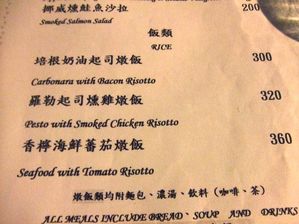 挪威燻鮭魚沙拉 200
Smoked Salmon Salad
飯類
RICE
培根奶油起司燉飯 300
Carbonara with Bacon Risotto
羅勒起司燻雞燉飯 320
Pesto with Smoked Chicken Risotto
香檸海鮮蕃茄燉飯 360
Seafood with Tomato Risotto
燉飯類均附麵包、濃湯、飲料（咖啡、茶）
ALL MEALS INCLUDE BREAD、SOUP AND DRINKS